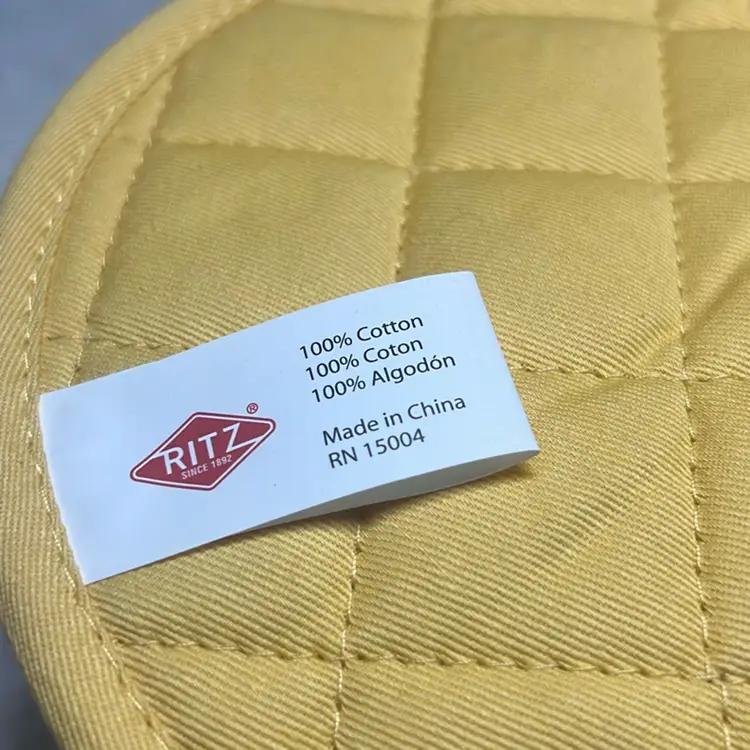 RITZ®
SINCE 1892
100% Cotton
100% Coton
100% Algodón
Made in China
RN 15004